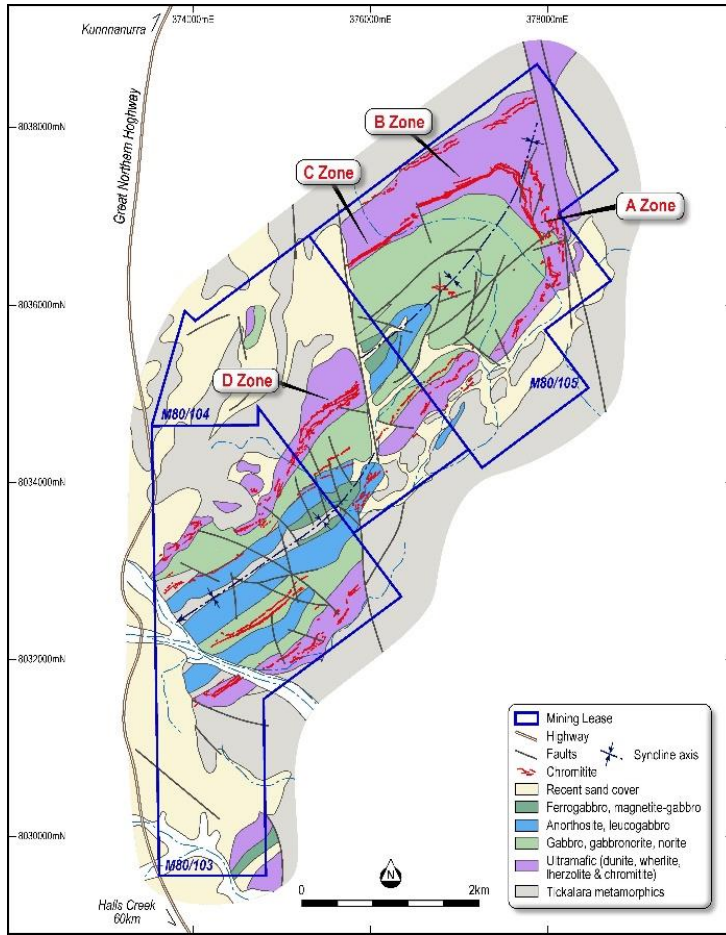 374000mE
376000mE
378000mE
Kunnnanurra
Great Northern Hoghway
8038000mN
B Zone
C Zone
A Zone
8036000mN
D Zone
M80/105
M80/104
8034000mN
8032000mN
8030000mN
M80/103
Halls Creek
60km
N
0
2km
Mining Lease
Highway
Faults
Syncline axis
Chromitite
Recent sand cover
Ferrogabbro, magnetite-gabbro
Anorthosite, leucogabbro
Gabbro, gabbronorite, norite
Ultramafic (dunite, wherlite,
lherzolite & chromitite)
Tickalara metamorphics